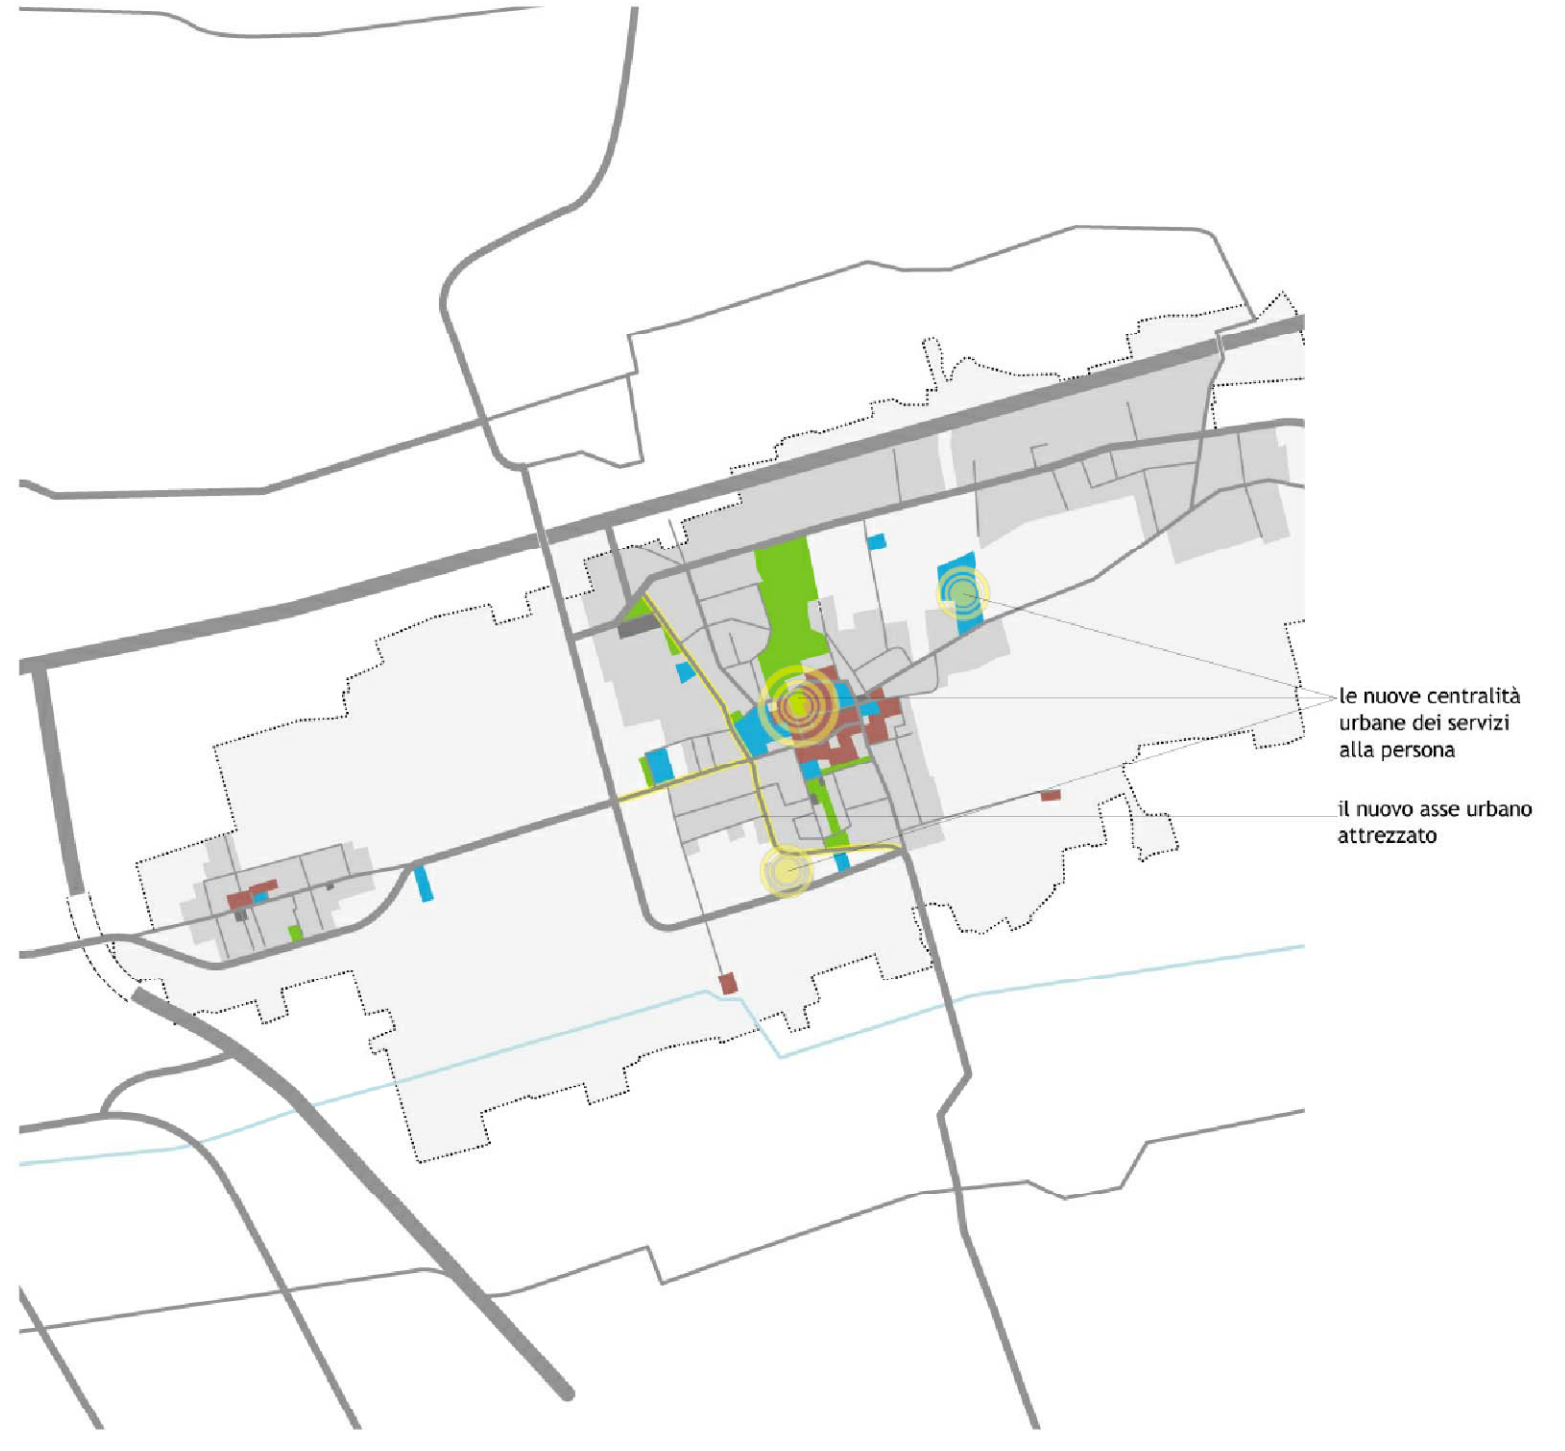 le nuove centralità
urbane dei servizi
alla persona
il nuovo asse urbano
attrezzato